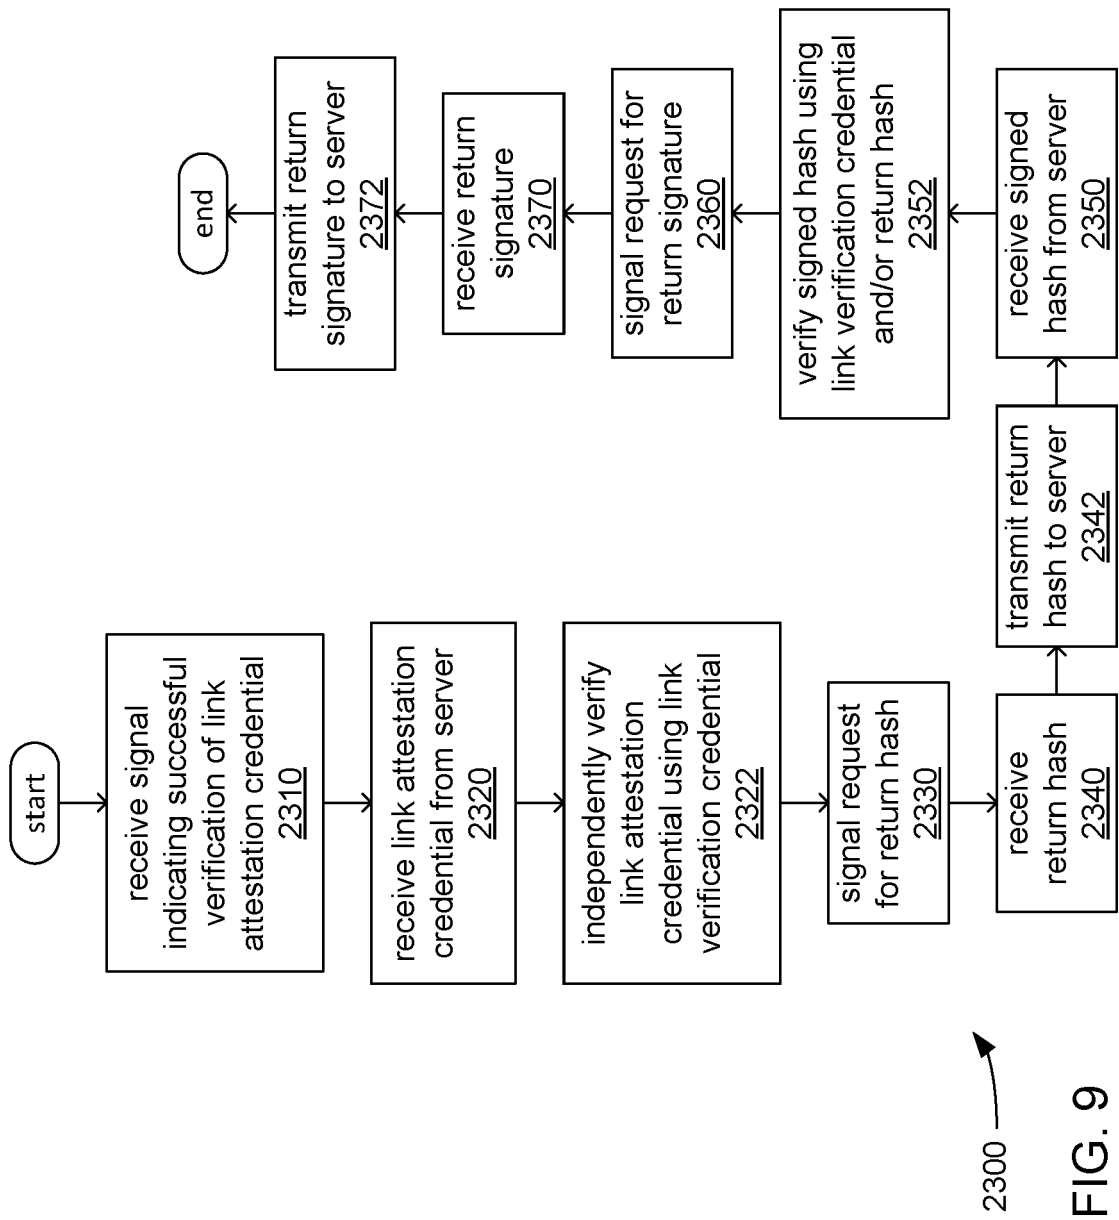 start
receive signal
indicating successful
verification of link
attestation credential
2310
receive link attestation
credential from server
2320
independently verify
link attestation
credential using link
verification credential
2322
signal request
for return hash
2330
receive
return hash
2340
transmit return
hash to server
2342
receive signed
hash from server
2350
verify signed hash using
link verification credential
and/or return hash
2352
signal request for
return signature
2360
receive return
signature
2370
transmit return
signature to server
2372
end
2300
FIG. 9